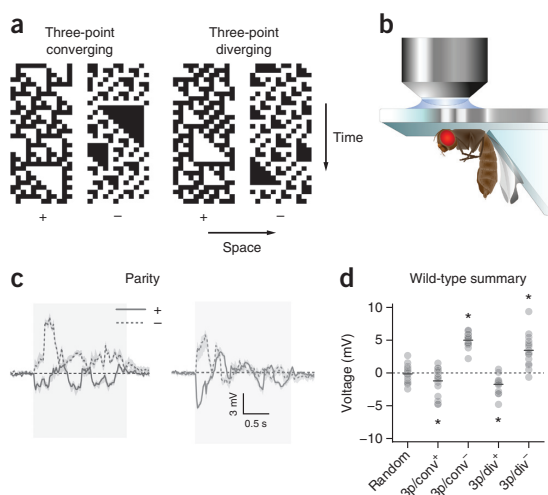 a
Three-point
converging
Three-point
diverging
Time
+
−
+
−
Space
b
c
Parity
+
−
3 mV
0.5 s
d
Wild-type summary
Voltage (mV)
10
5
0
−5
−10
*
*
*
*
Random
3p/conv⁺
3p/conv⁻
3p/div⁺
3p/div⁻